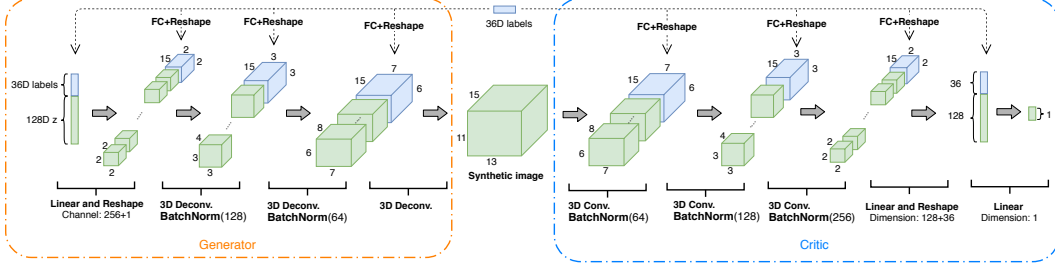 FC+Reshape
FC+Reshape
FC+Reshape
36D labels
FC+Reshape
FC+Reshape
FC+Reshape
36D labels
128D z
2
15
2
2
2
2
3
15
3
4
3
3
7
15
6
8
6
7
15
11
13
7
15
6
8
6
7
3
15
3
4
3
3
2
15
2
2
2
2
36
128
1
Synthetic image
Linear and Reshape
Channel: 256+1
3D Deconv.
BatchNorm(128)
3D Deconv.
BatchNorm(64)
3D Deconv.
3D Conv.
BatchNorm(64)
3D Conv.
BatchNorm(128)
3D Conv.
BatchNorm(256)
Linear and Reshape
Dimension: 128+36
Linear
Dimension: 1
Generator
Critic